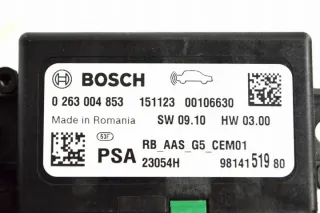 BOSCH
0 263 004 853 151123 00106630
Made in Romania SW 09.10 HW 03.00
RB_AAS_G5_CEM01
PSA 23054H 98141519 80